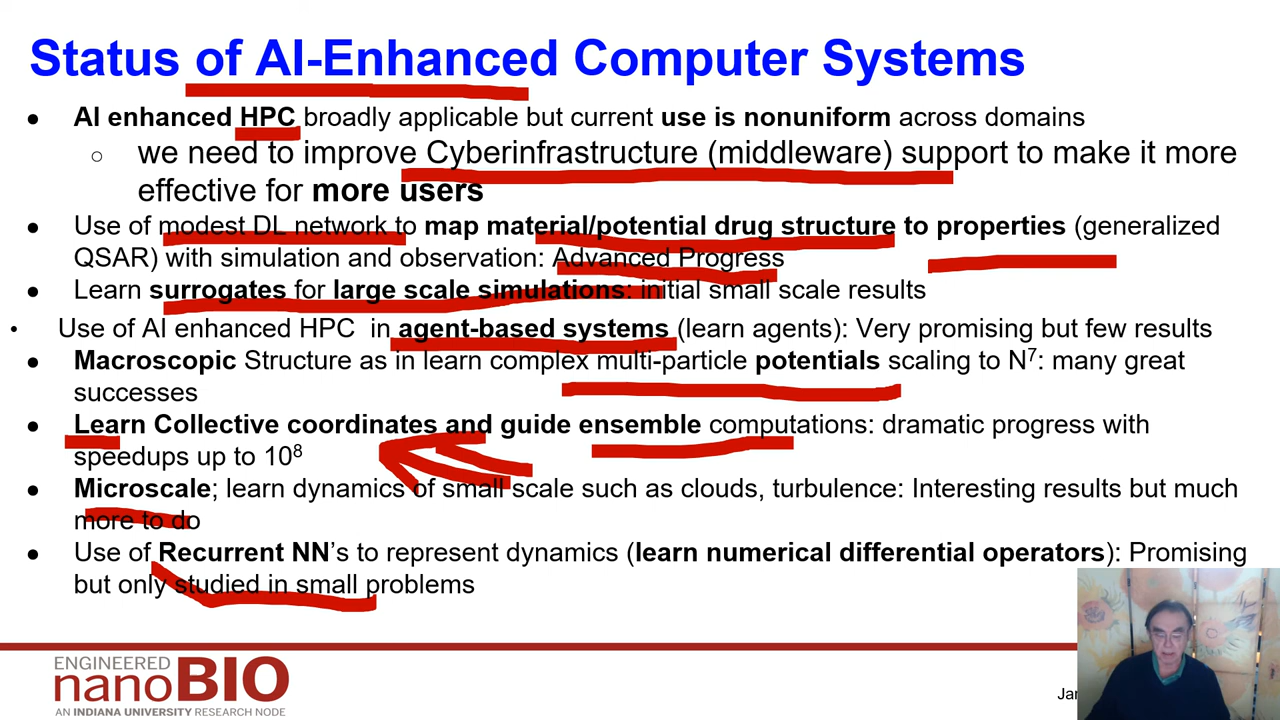 Status of AI-Enhanced Computer Systems
● AI enhanced HPC broadly applicable but current use is nonuniform across domains
○ we need to improve Cyberinfrastructure (middleware) support to make it more
effective for more users
● Use of modest DL network to map material/potential drug structure to properties (generalized
QSAR) with simulation and observation: Advanced Progress
● Learn surrogates for large scale simulations: initial small scale results
• Use of AI enhanced HPC in agent-based systems (learn agents): Very promising but few results
● Macroscopic Structure as in learn complex multi-particle potentials scaling to N⁷: many great
successes
● Learn Collective coordinates and guide ensemble computations: dramatic progress with
speedups up to 10⁸
● Microscale; learn dynamics of small scale such as clouds, turbulence: Interesting results but much
more to do
● Use of Recurrent NN's to represent dynamics (learn numerical differential operators): Promising
but only studied in small problems
ENGINEERED
nanoBIO
AN INDIANA UNIVERSITY RESEARCH NODE